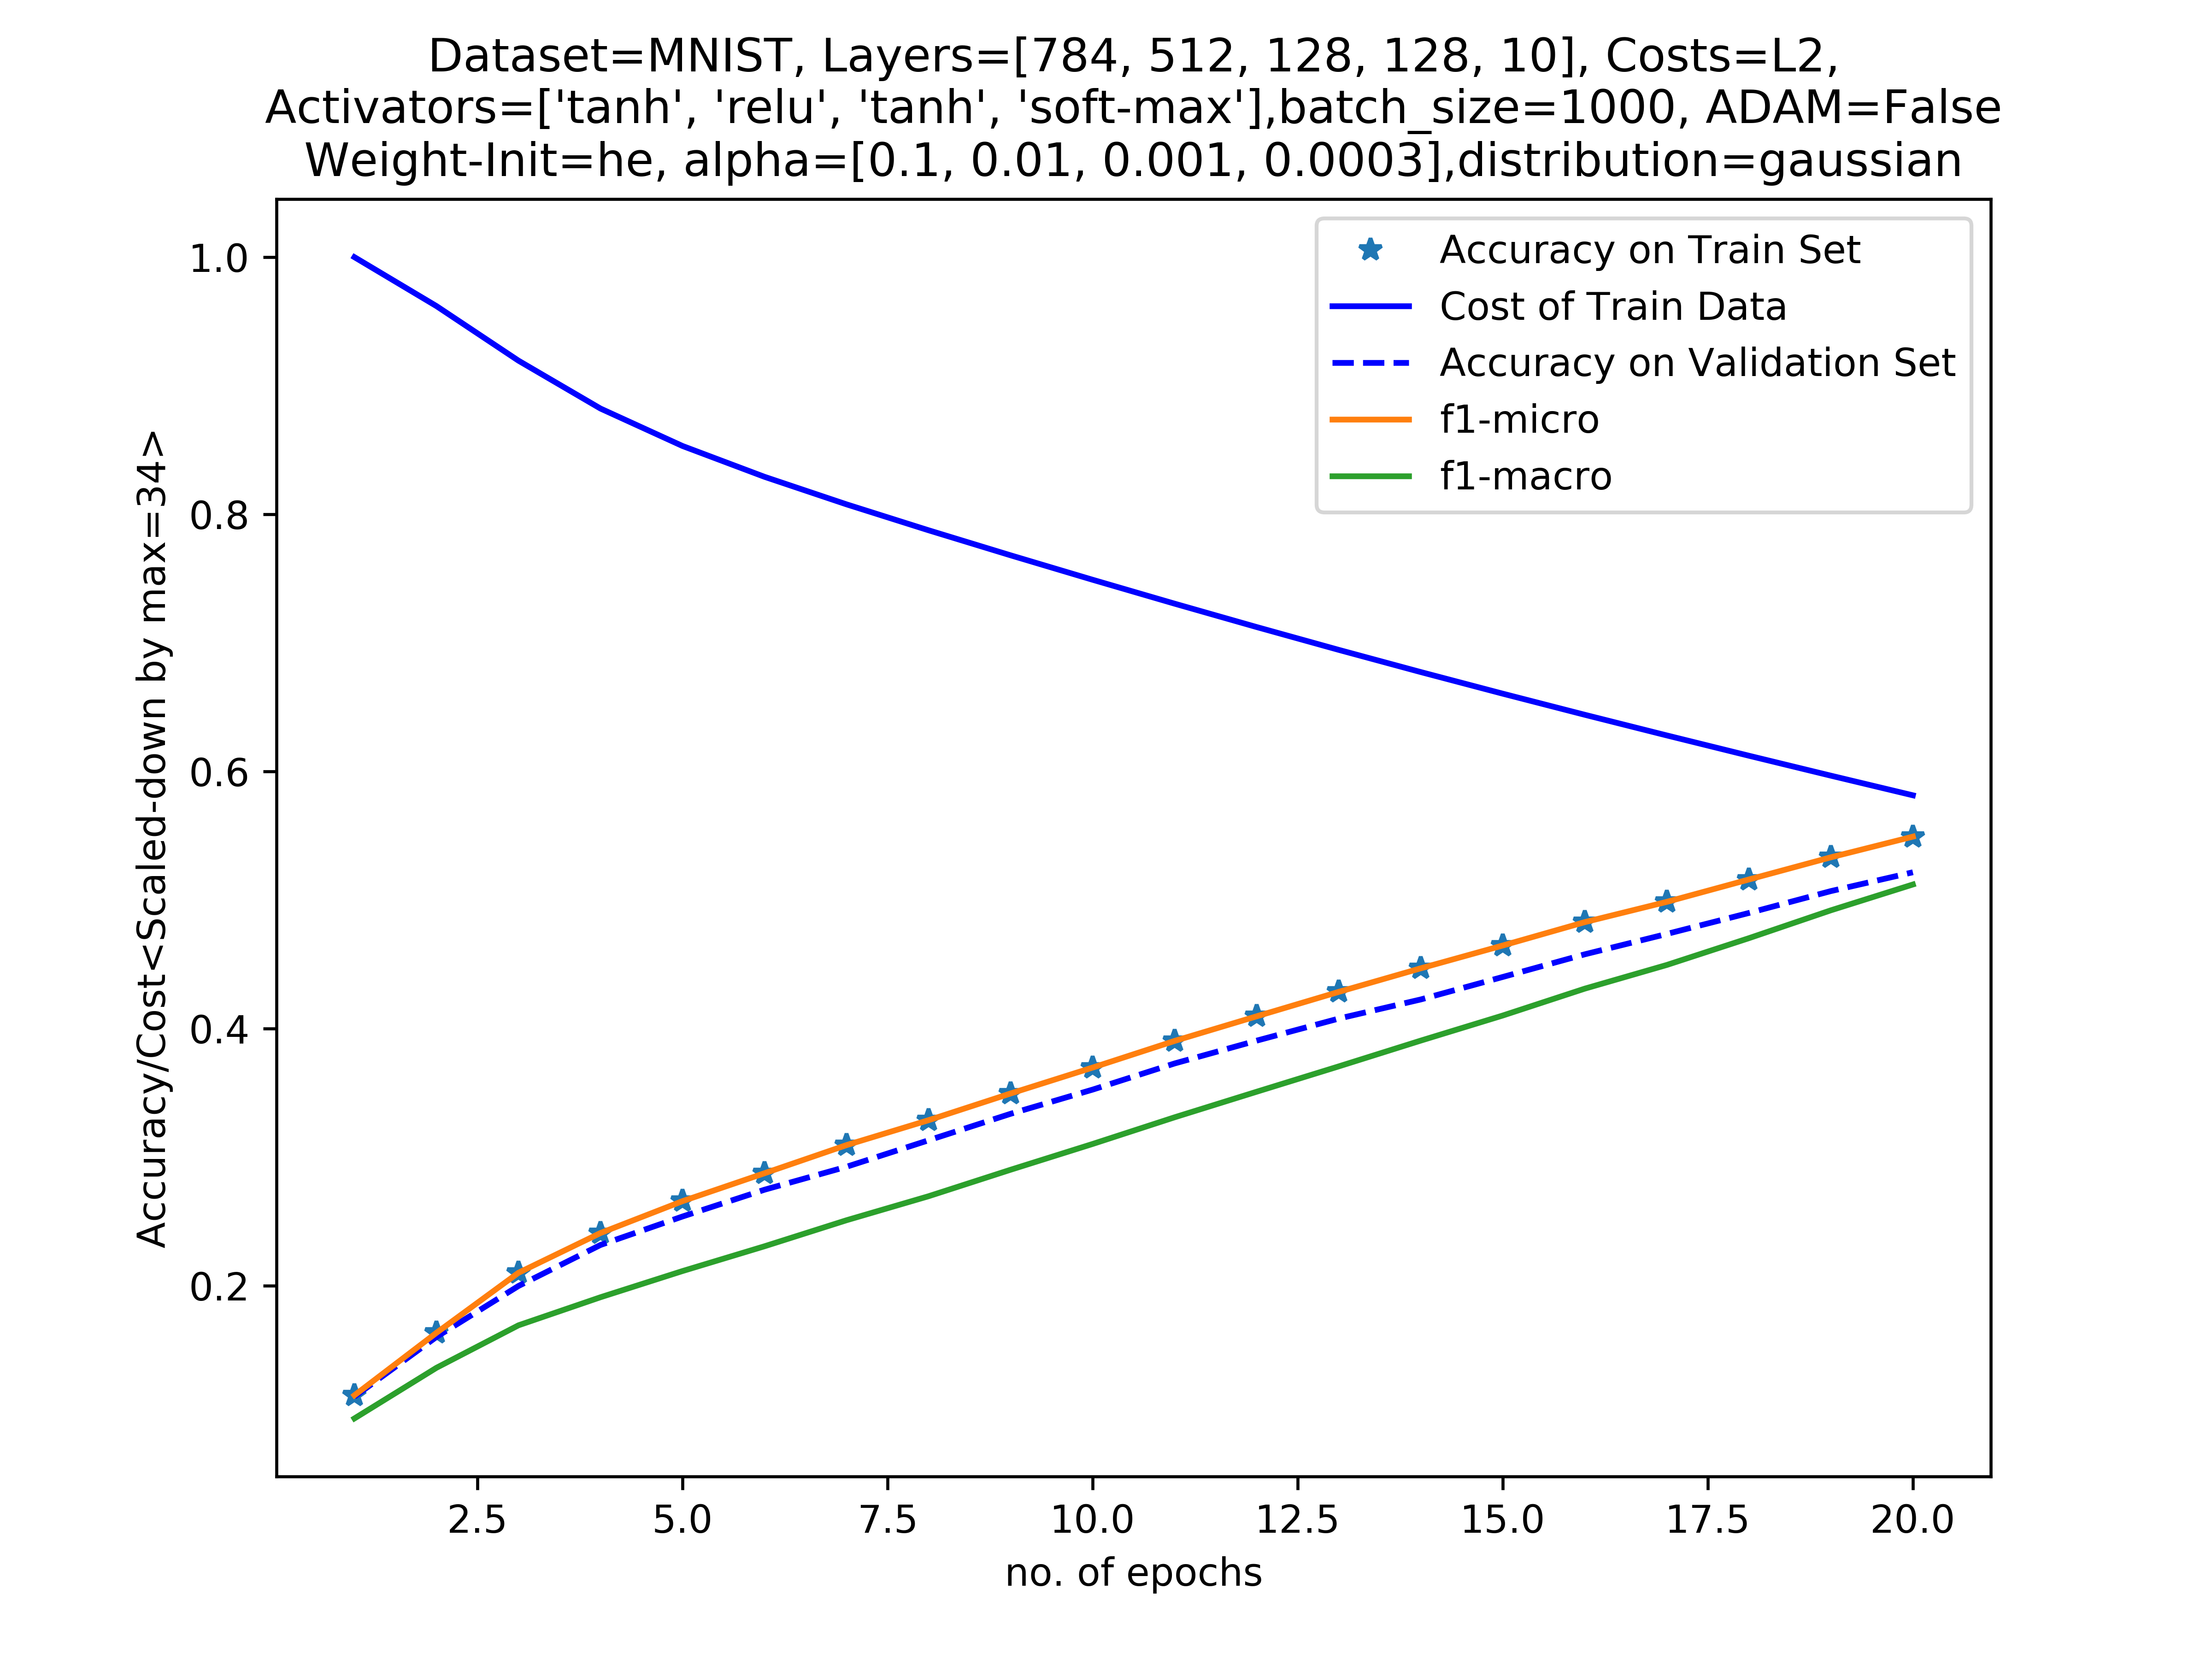 Dataset=MNIST, Layers=[784, 512, 128, 128, 10], Costs=L2,
Activators=['tanh', 'relu', 'tanh', 'soft-max'],batch_size=1000, ADAM=False
Weight-Init=he, alpha=[0.1, 0.01, 0.001, 0.0003],distribution=gaussian
Accuracy on Train Set
Cost of Train Data
Accuracy on Validation Set
f1-micro
f1-macro
Accuracy/Cost<Scaled-down by max=34>
1.0
0.8
0.6
0.4
0.2
2.5 5.0 7.5 10.0 12.5 15.0 17.5 20.0
no. of epochs